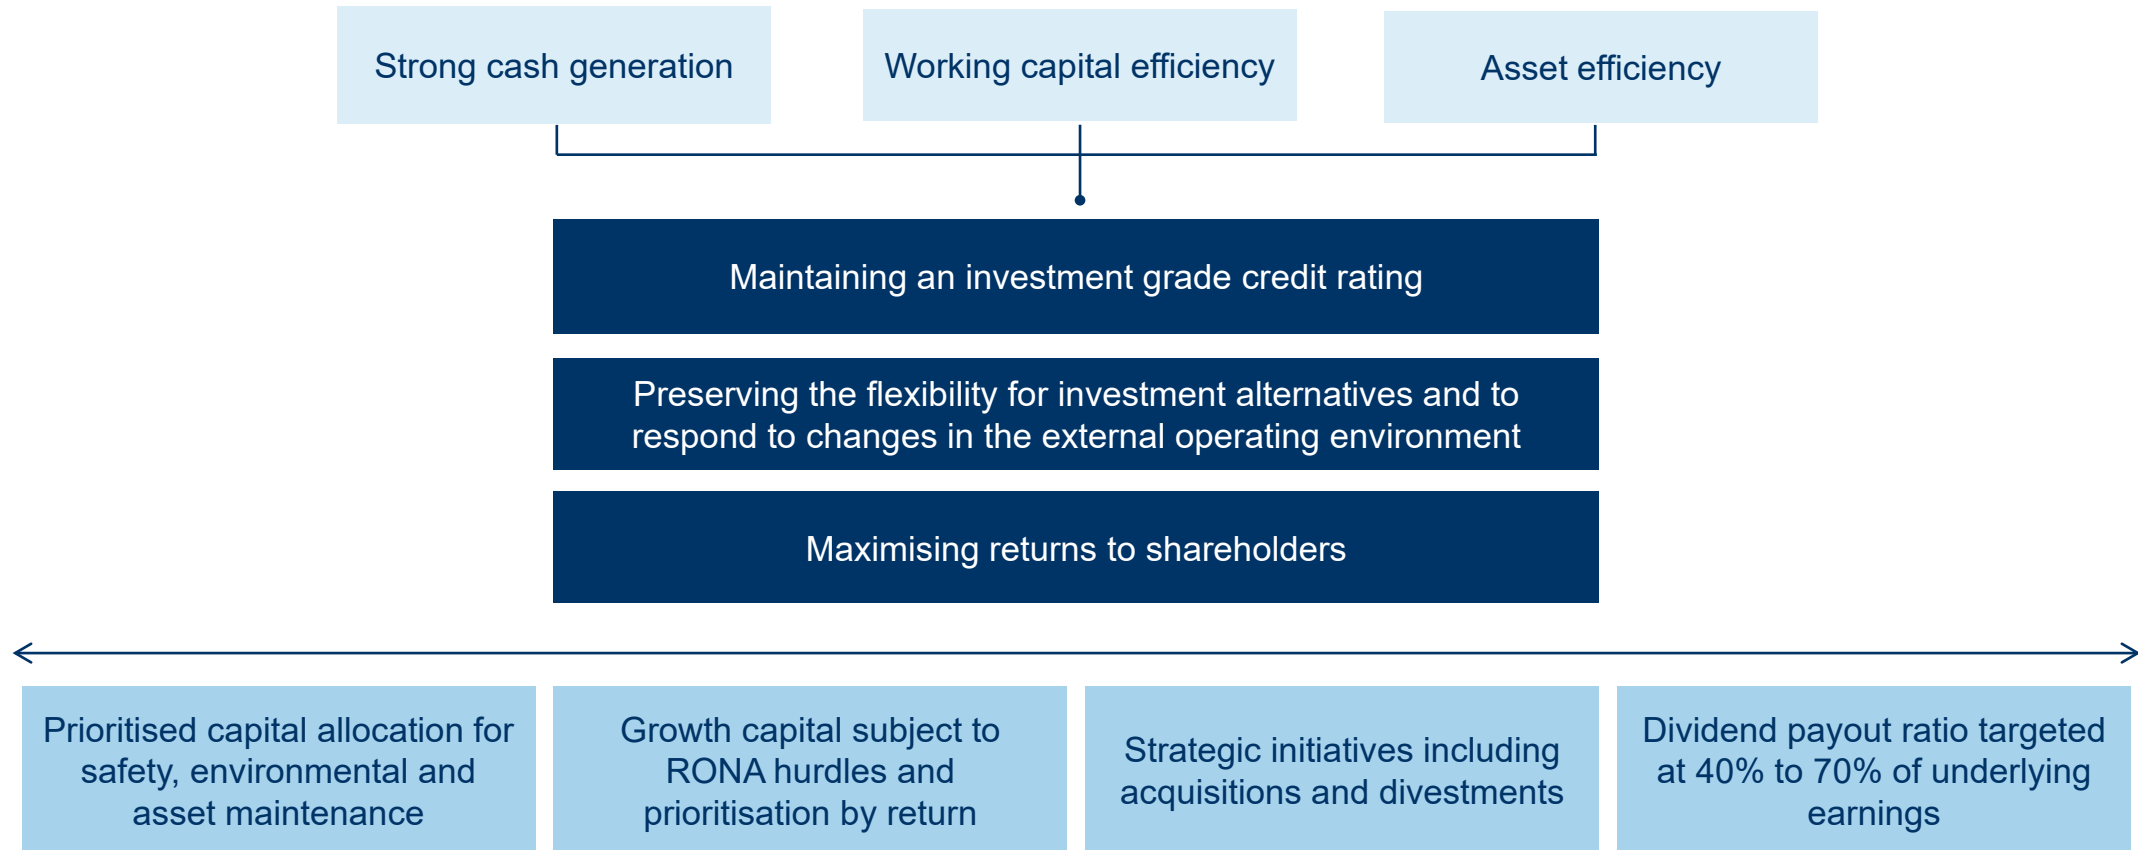 Strong cash generation
Working capital efficiency
Asset efficiency
Maintaining an investment grade credit rating
Preserving the flexibility for investment alternatives and to
respond to changes in the external operating environment
Maximising returns to shareholders
Prioritised capital allocation for
safety, environmental and
asset maintenance
Growth capital subject to
RONA hurdles and
prioritisation by return
Strategic initiatives including
acquisitions and divestments
Dividend payout ratio targeted
at 40% to 70% of underlying
earnings